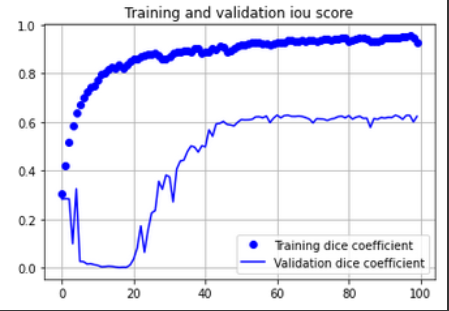 Training and validation iou score
1.0
0.8
0.6
0.4
0.2
0.0
Training dice coefficient
Validation dice coefficient
0 20 40 60 80 100